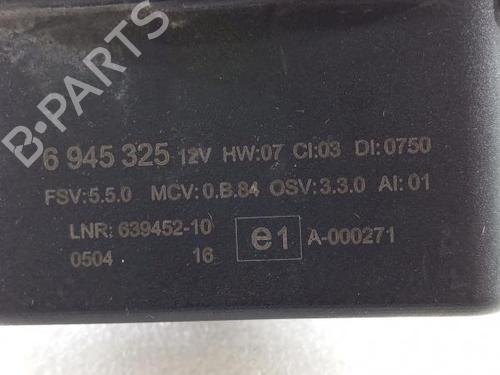 B-PARTS
6 945 325 12V HW:07 CI:03 DI:0750
FSV:5.5.0 MCV:0.B.84 OSV:3.3.0 AI:01
LNR: 639452-10
0504 16 e1 A-000271